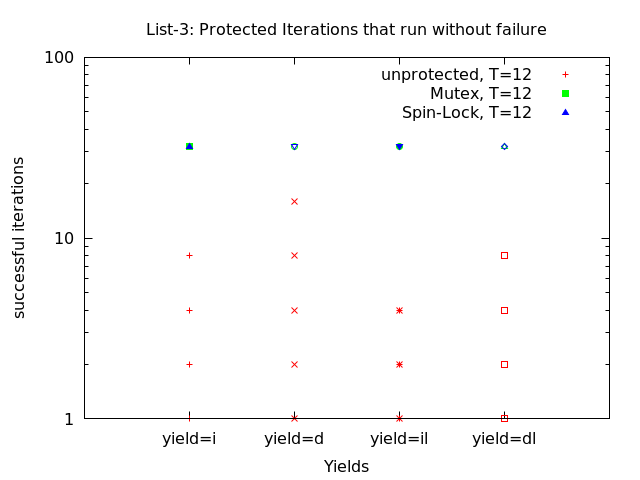 List-3: Protected Iterations that run without failure
100
unprotected, T=12
Mutex, T=12
Spin-Lock, T=12
successful iterations
10
1
yield=i yield=d yield=il yield=dl
Yields